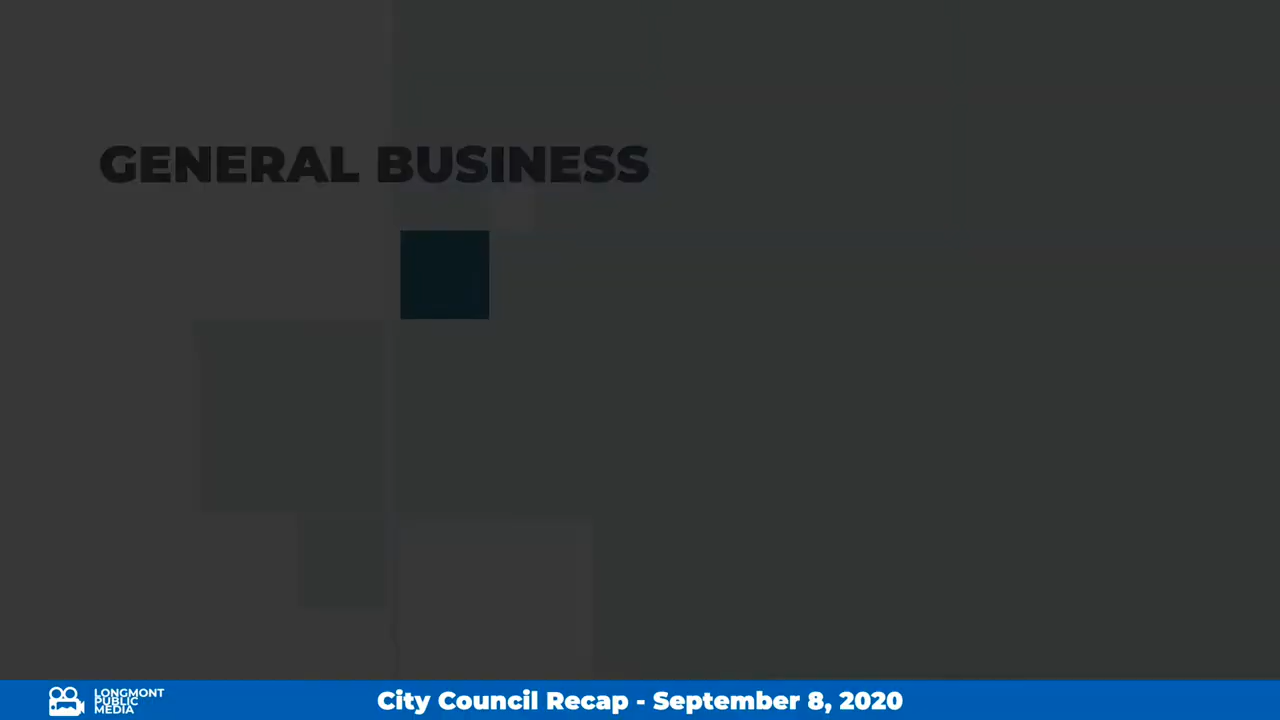 GENERAL BUSINESS
LONGMONT
PUBLIC
MEDIA
City Council Recap - September 8, 2020